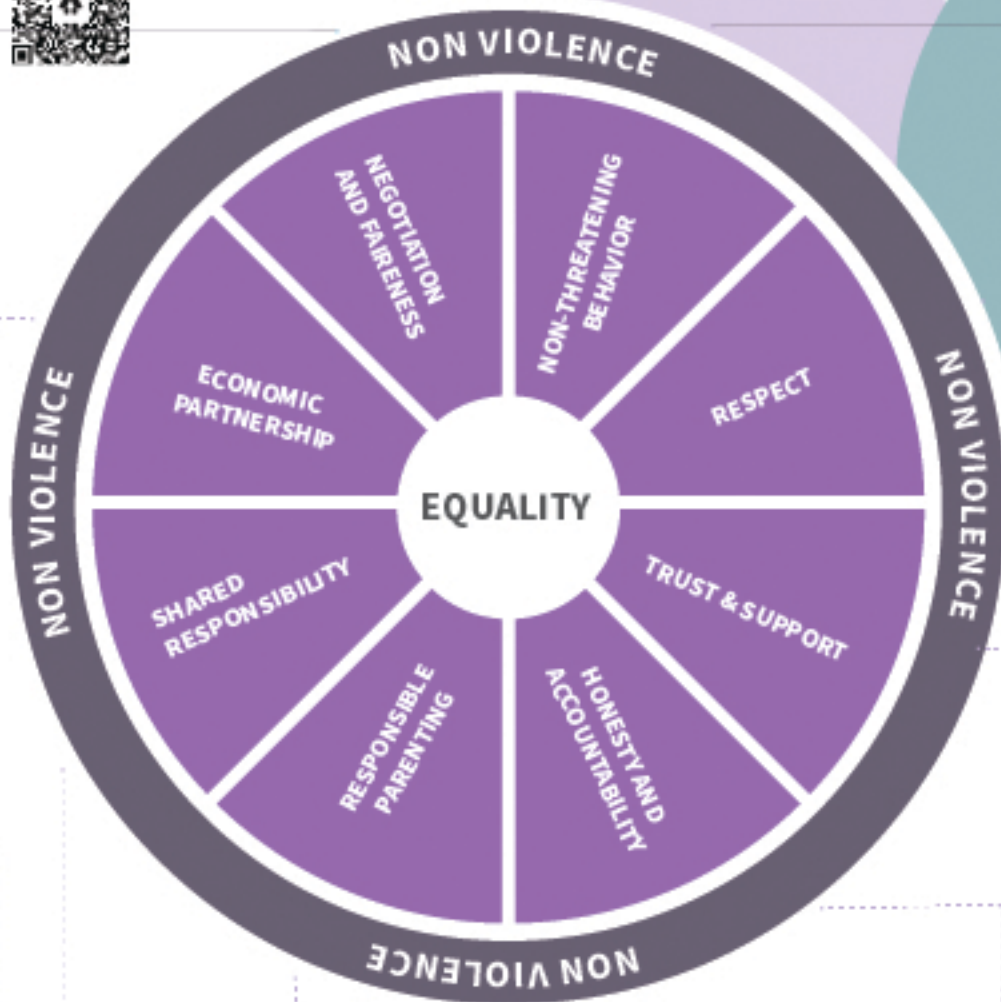 NON VIOLENCE
NEGOTIATION
AND FAIRENESS
NON-THREATENING
BEHAVIOR
RESPECT
TRUST & SUPPORT
HONESTY AND
ACCOUNTABILITY
RESPONSIBLE
PARENTING
SHARED
RESPONSIBILITY
ECONOMIC
PARTNERSHIP
EQUALITY
NON VIOLENCE
NON VIOLENCE
NON VIOLENCE